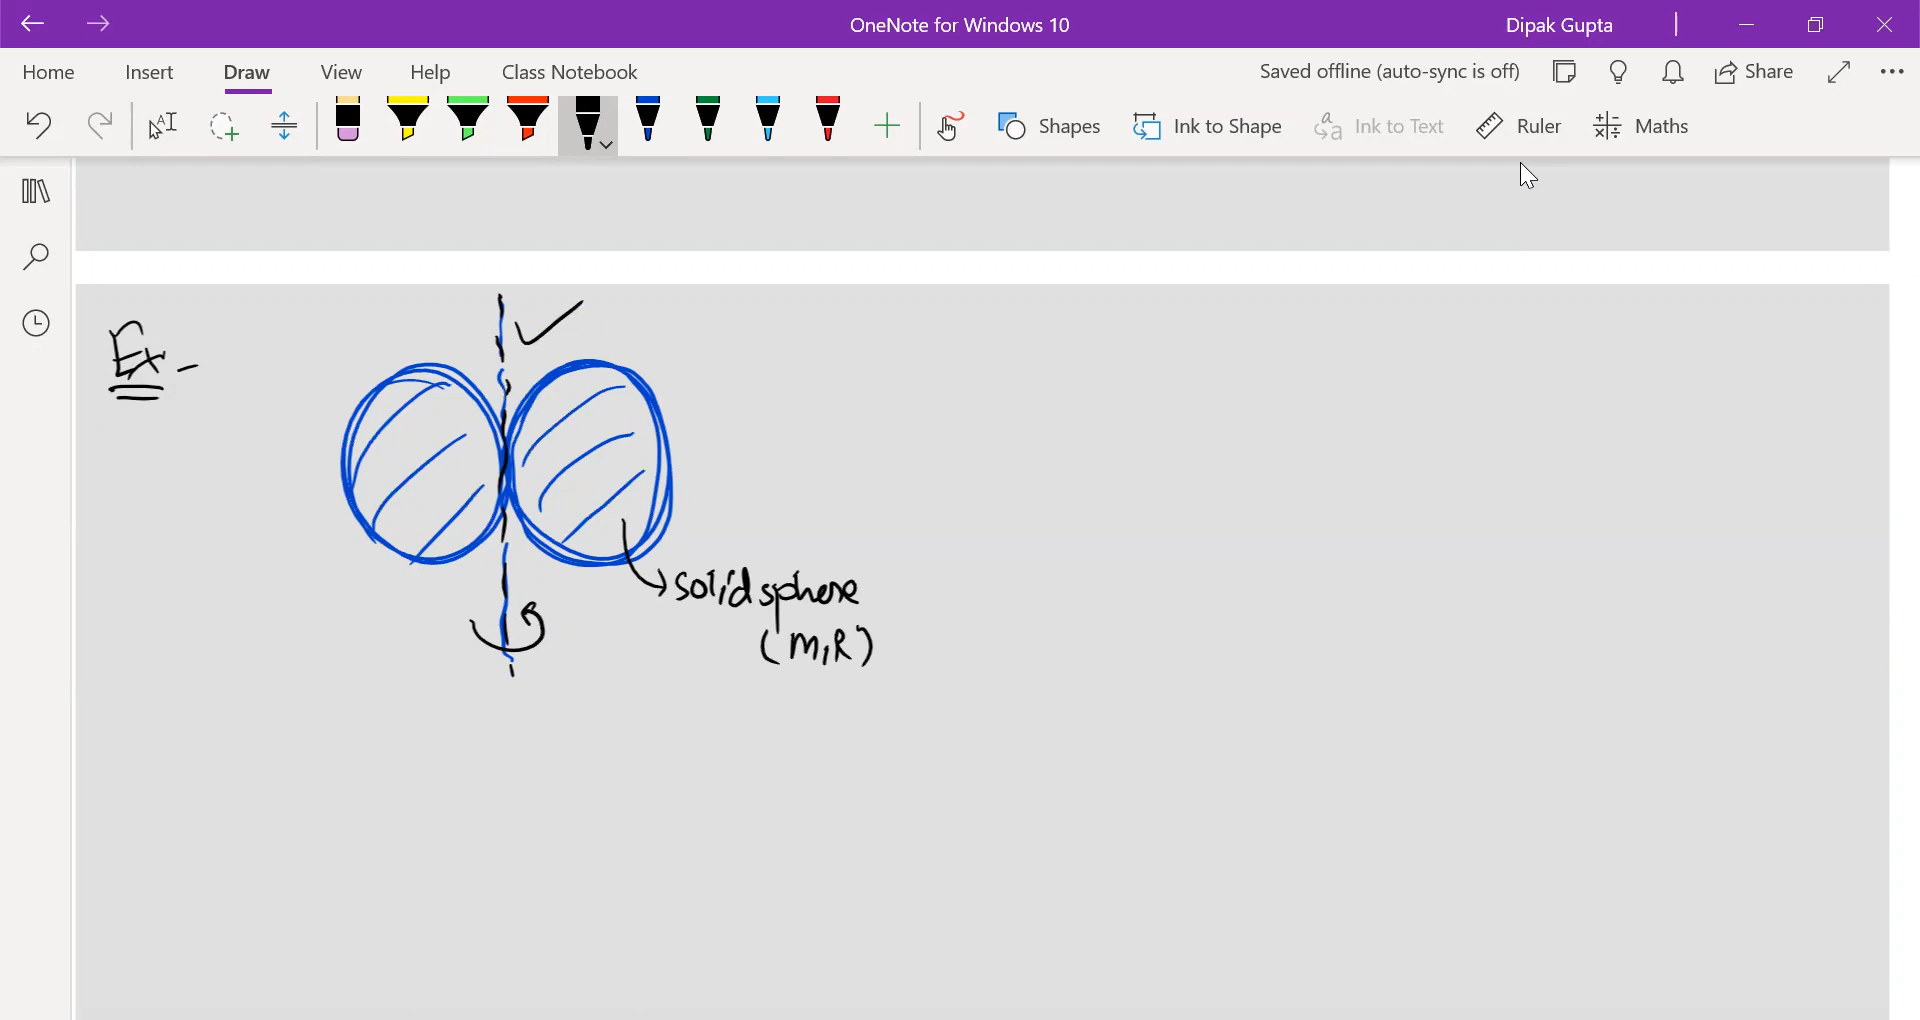 OneNote for Windows 10
Dipak Gupta
Home Insert Draw View Help Class Notebook
Saved offline (auto-sync is off)
Share
Shapes
Ink to Shape
Ink to Text
Ruler
Maths
Ex -
solid sphere
(M,R)